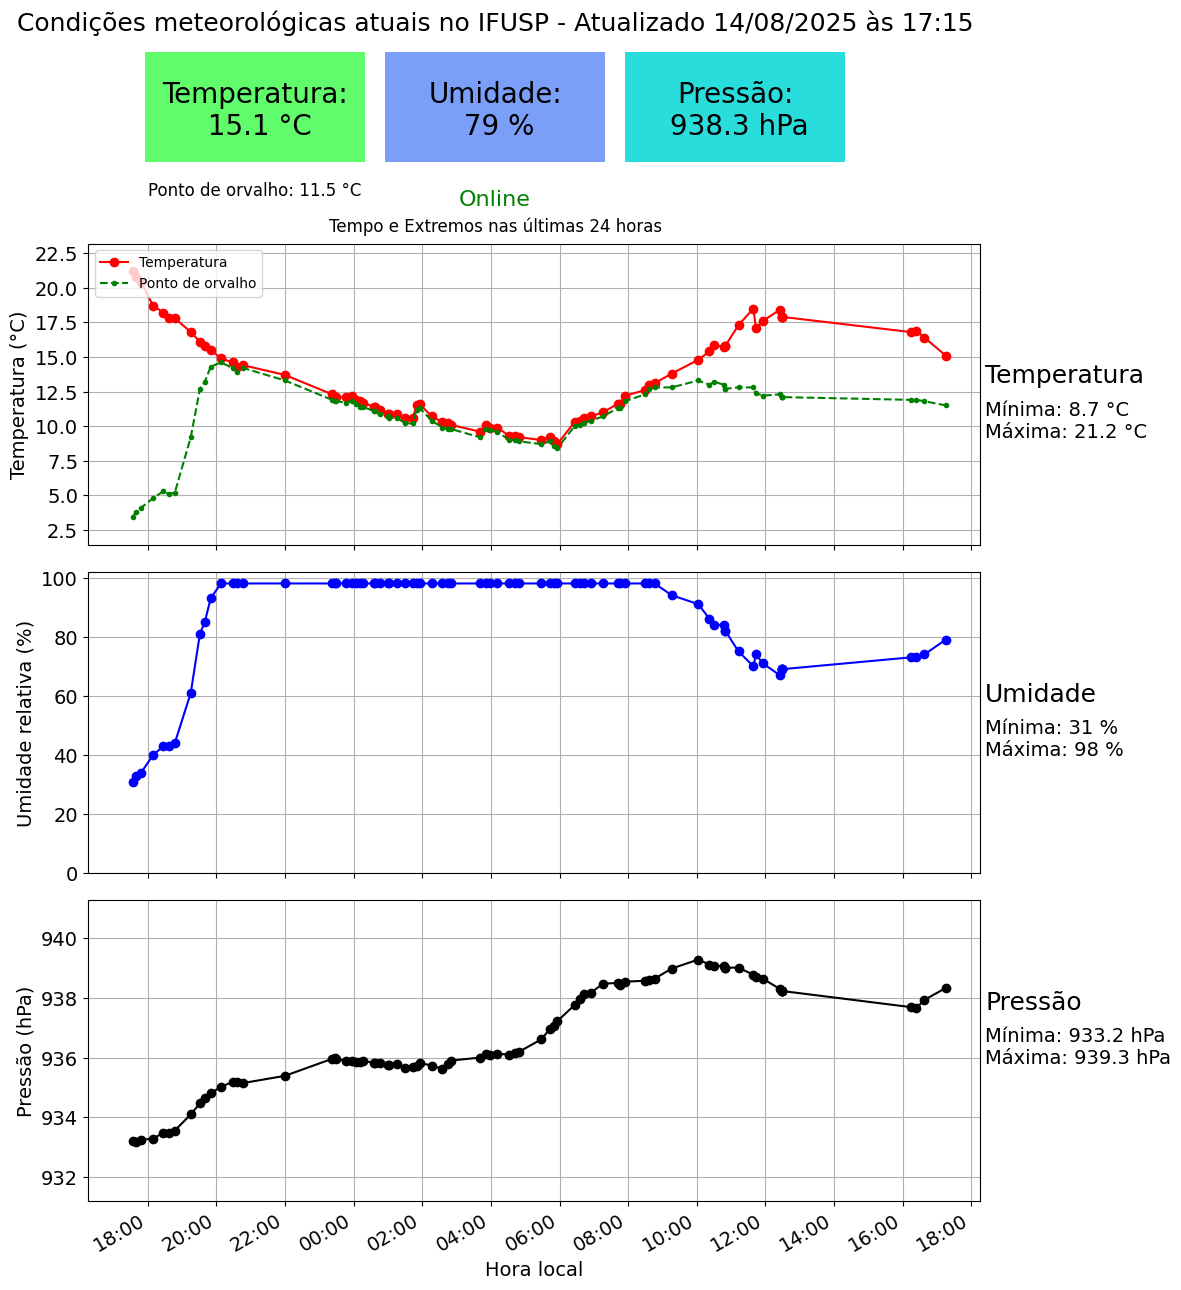 Condições meteorológicas atuais no IFUSP - Atualizado 14/08/2025 às 17:15
Temperatura:
15.1 °C
Umidade:
79 %
Pressão:
938.3 hPa
Ponto de orvalho: 11.5 °C
Online
Tempo e Extremos nas últimas 24 horas
Temperatura (°C)
22.5
20.0
17.5
15.0
12.5
10.0
7.5
5.0
2.5
Temperatura
Ponto de orvalho
Temperatura
Mínima: 8.7 °C
Máxima: 21.2 °C
Umidade relativa (%)
100
80
60
40
20
0
Umidade
Mínima: 31 %
Máxima: 98 %
Pressão (hPa)
940
938
936
934
932
Pressão
Mínima: 933.2 hPa
Máxima: 939.3 hPa
18:00 20:00 22:00 00:00 02:00 04:00 06:00 08:00 10:00 12:00 14:00 16:00 18:00
Hora local